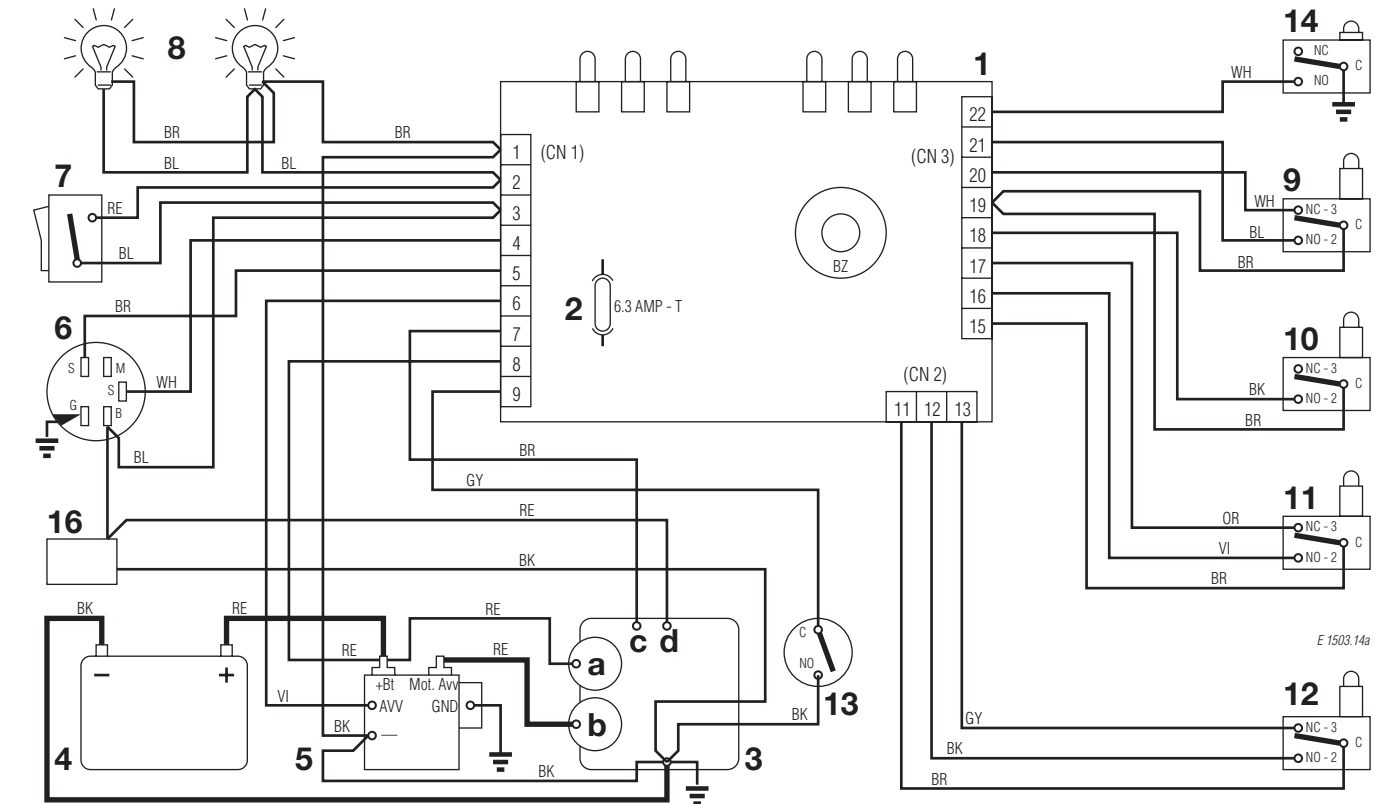 8
1
14
NC
C
NO
WH
22
BR
BR
1
(CN 1)
(CN 3)
21
BL
BL
2
20
7
RE
3
19
9
WH
NC - 3
C
BL
NO - 2
BL
4
18
BR
5
BZ
17
6
2
6.3 AMP - T
16
BR
7
15
6
S
M
8
10
NC - 3
C
S
WH
9
(CN 2)
BK
NO - 2
G
B
11
12
13
BR
BL
BR
GY
11
16
RE
OR
NC - 3
C
VI
NO - 2
BK
BR
BK
RE
RE
c
d
C
E 1503.14a
RE
RE
a
NO
–
+
+Bt
Mot. Avv
13
12
VI
AVV
GND
b
BK
GY
NC - 3
C
BK
—
4
5
3
BK
NO - 2
BK
BR